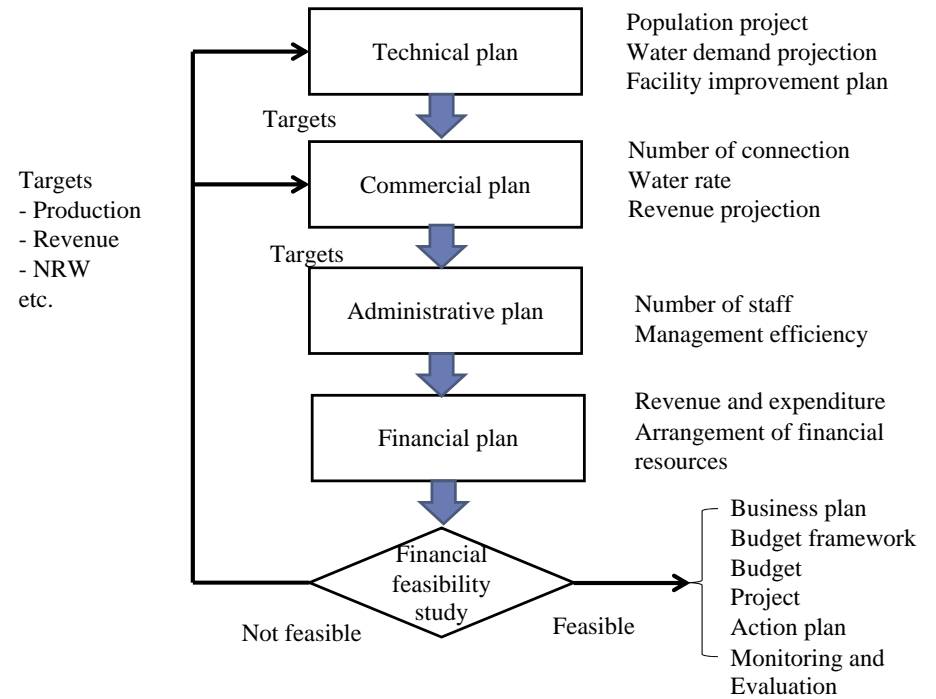 Technical plan
Population project
Water demand projection
Facility improvement plan
Targets
Commercial plan
Number of connection
Water rate
Revenue projection
Targets
- Production
- Revenue
- NRW
etc.
Targets
Administrative plan
Number of staff
Management efficiency
Financial plan
Revenue and expenditure
Arrangement of financial
resources
Financial
feasibility
study
Not feasible
Feasible
Business plan
Budget framework
Budget
Project
Action plan
Monitoring and
Evaluation